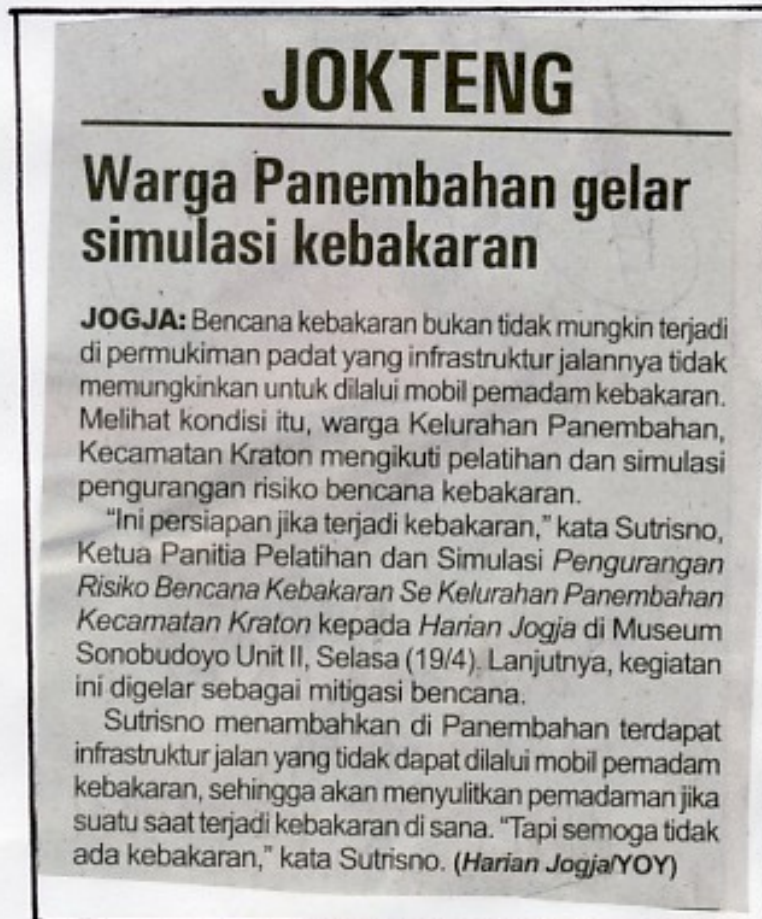 JOKTENG
Warga Panembahan gelar
simulasi kebakaran
JOGJA: Bencana kebakaran bukan tidak mungkin terjadi
di permukiman padat yang infrastruktur jalannya tidak
memungkinkan untuk dilalui mobil pemadam kebakaran.
Melihat kondisi itu, warga Kelurahan Panembahan,
Kecamatan Kraton mengikuti pelatihan dan simulasi
pengurangan risiko bencana kebakaran.
"Ini persiapan jika terjadi kebakaran," kata Sutrisno,
Ketua Panitia Pelatihan dan Simulasi Pengurangan
Risiko Bencana Kebakaran Se Kelurahan Panembahan
Kecamatan Kraton kepada Harian Jogja di Museum
Sonobudoyo Unit II, Selasa (19/4). Lanjutnya, kegiatan
ini digelar sebagai mitigasi bencana.
Sutrisno menambahkan di Panembahan terdapat
infrastruktur jalan yang tidak dapat dilalui mobil pemadam
kebakaran, sehingga akan menyulitkan pemadaman jika
suatu saat terjadi kebakaran di sana. "Tapi semoga tidak
ada kebakaran," kata Sutrisno. (Harian Jogja/YOY)